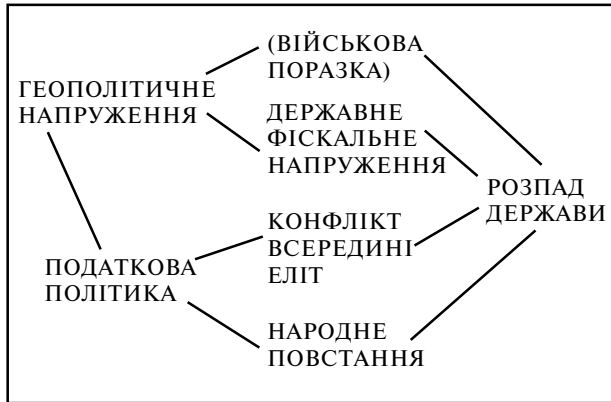 (ВІЙСЬКОВА
ПОРАЗКА)
ГЕОПОЛІТИЧНЕ
НАПРУЖЕННЯ
ДЕРЖАВНЕ
ФІСКАЛЬНЕ
НАПРУЖЕННЯ
РОЗПАД
ДЕРЖАВИ
КОНФЛІКТ
ВСЕРЕДИНІ
ЕЛІТ
ПОДАТКОВА
ПОЛІТИКА
НАРОДНЕ
ПОВСТАННЯ